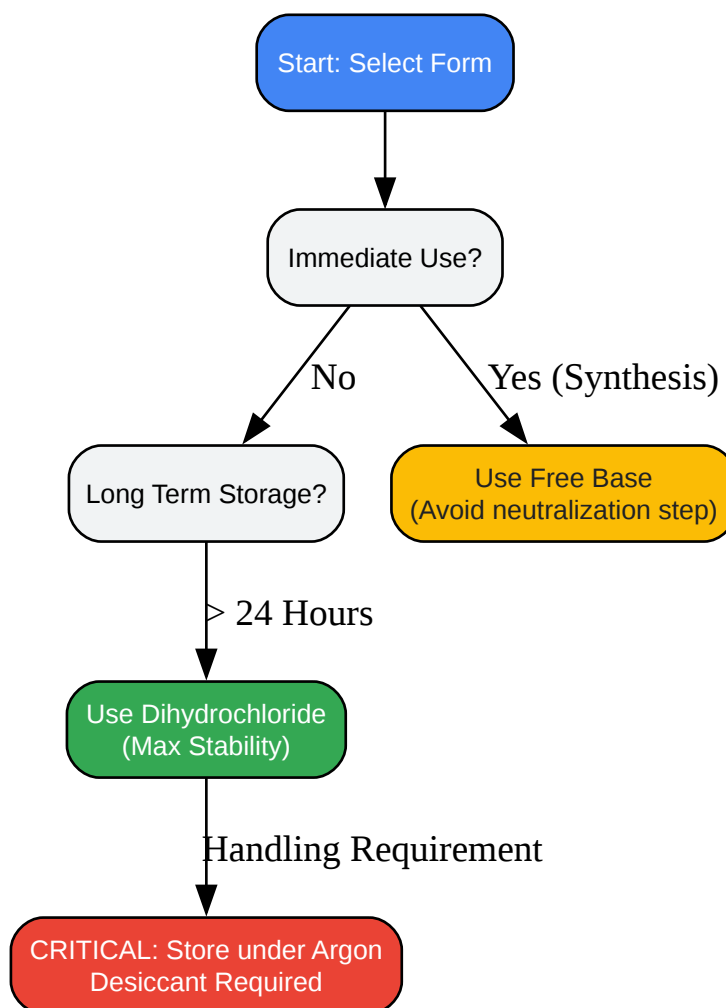 Start: Select Form
Immediate Use?
No
Yes (Synthesis)
Long Term Storage?
Use Free Base
(Avoid neutralization step)
> 24 Hours
Use Dihydrochloride
(Max Stability)
Handling Requirement
CRITICAL: Store under Argon
Desiccant Required